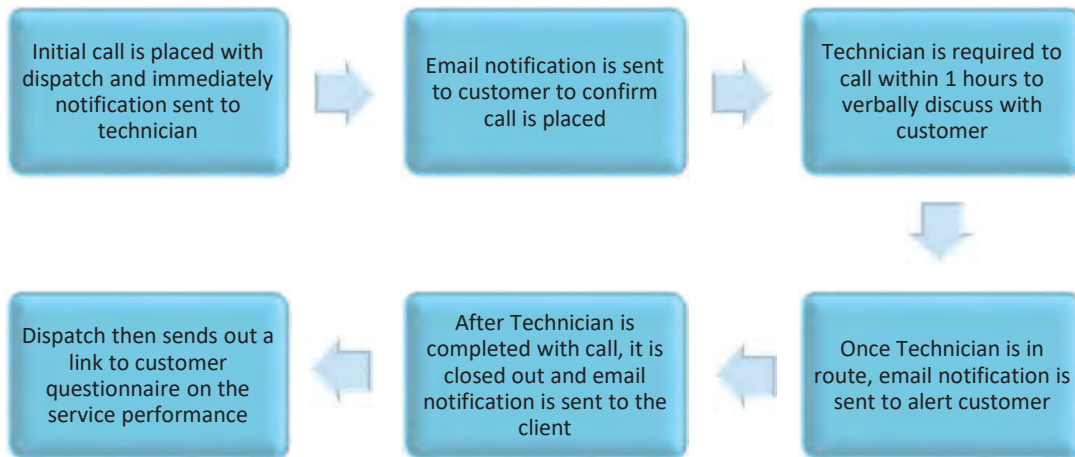 Initial call is placed with
dispatch and immediately
notification sent to
technician
Email notification is sent
to customer to confirm
call is placed
Technician is required to
call within 1 hours to
verbally discuss with
customer
Once Technician is in
route, email notification is
sent to alert customer
After Technician is
completed with call, it is
closed out and email
notification is sent to the
client
Dispatch then sends out a
link to customer
questionnaire on the
service performance